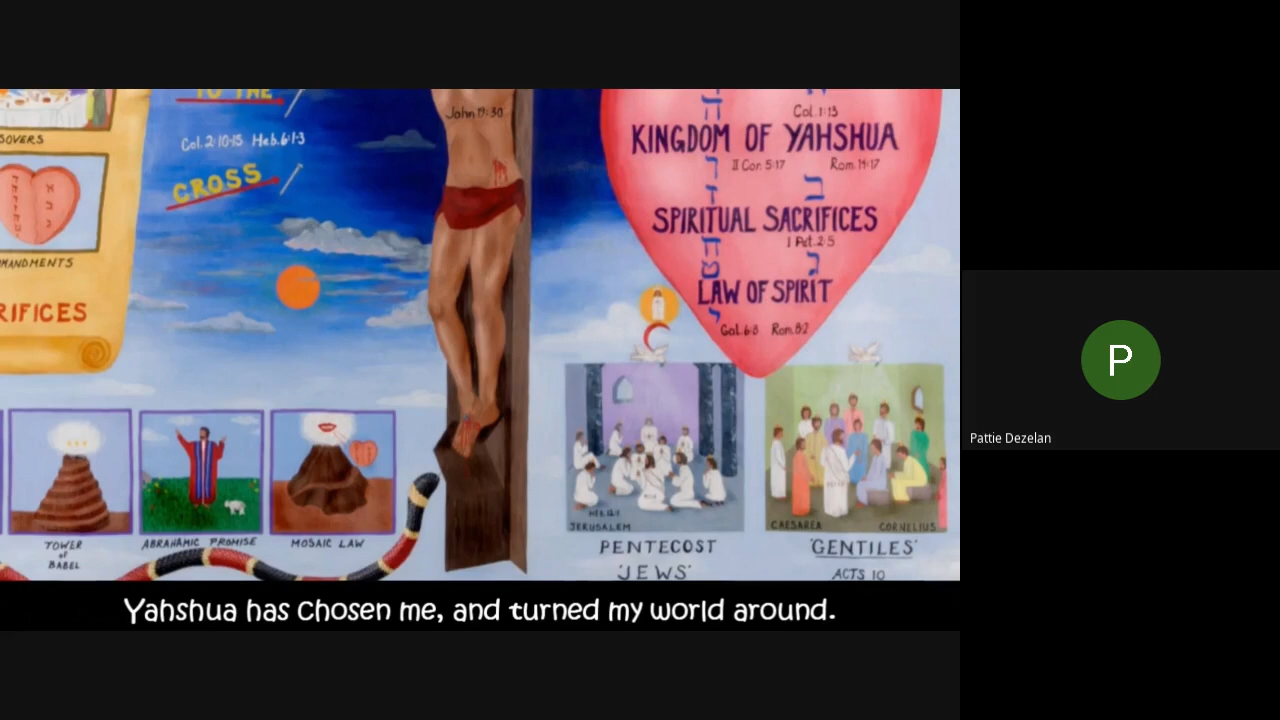 SOVERS
MANDMENTS
RIFICES
TO THE
Col. 2:10-15 Heb. 6:1-3
CROSS
John 19:30
Col. 1:13
KINGDOM OF YAHSHUA
II Cor. 5:17 Rom. 14:17
SPIRITUAL SACRIFICES
1 Pet. 2:5
LAW OF SPIRIT
Gal. 6:8 Rom. 8:2
ה
ו
ז
ח
ט
י
ב
ג
TOWER
of
BABEL
ABRAHAMIC PROMISE
MOSAIC LAW
JERUSALEM
PENTECOST
'JEWS'
CAESAREA CORNELIUS
'GENTILES'
ACTS 10
Yahshua has chosen me, and turned my world around.
P
Pattie Dezelan